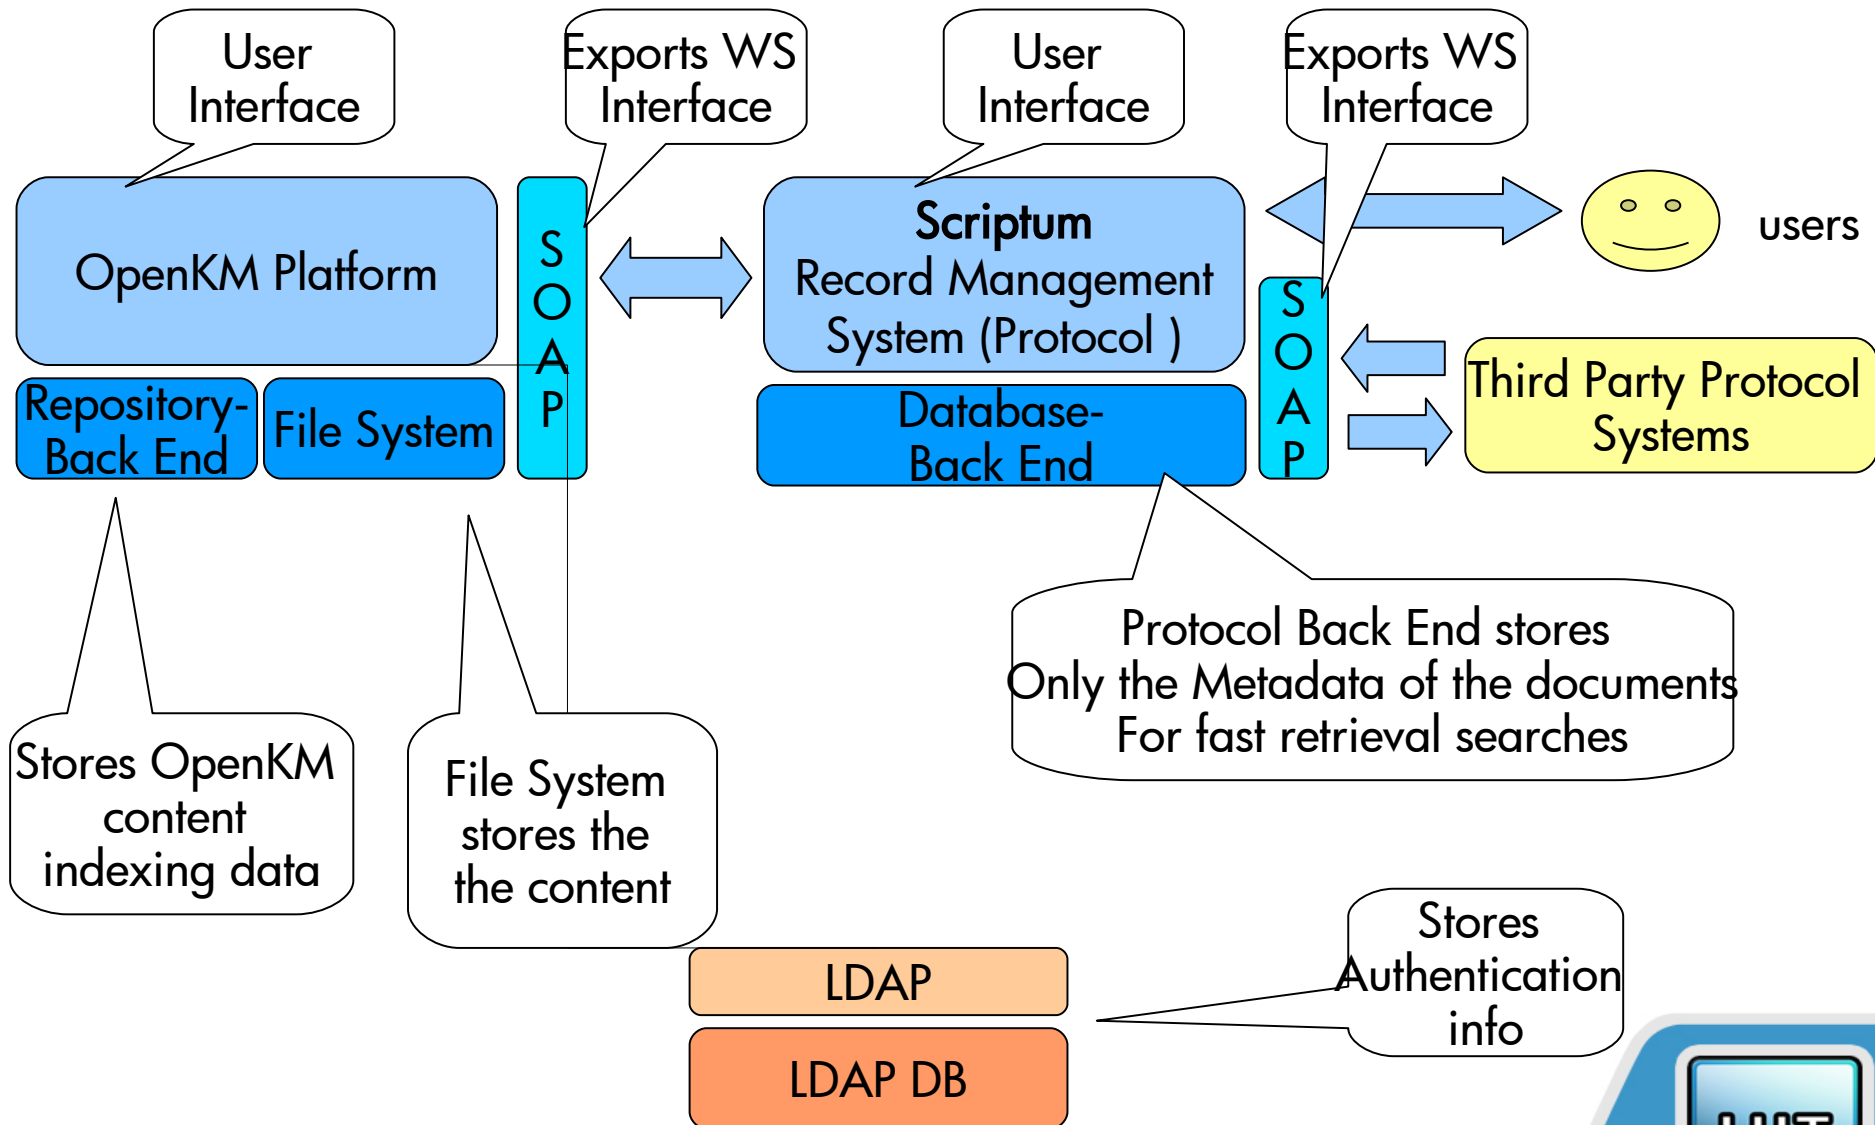 User
Interface
Exports WS
Interface
User
Interface
Exports WS
Interface
OpenKM Platform
S
O
A
P
Scriptum
Record Management
System (Protocol )
users
S
O
A
P
Third Party Protocol
Systems
Repository-
Back End
File System
Database-
Back End
Protocol Back End stores
Only the Metadata of the documents
For fast retrieval searches
Stores OpenKM
content
indexing data
File System
stores the
the content
Stores
Authentication
info
LDAP
LDAP DB